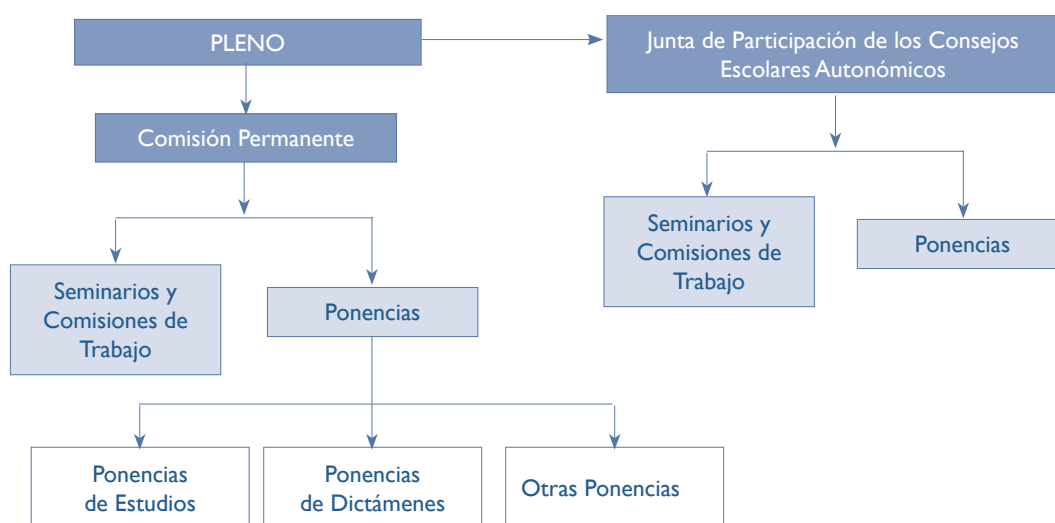 PLENO
Junta de Participación de los Consejos
Escolares Autonómicos
Comisión Permanente
Seminarios y
Comisiones de
Trabajo
Ponencias
Seminarios y
Comisiones de
Trabajo
Ponencias
Ponencias
de Estudios
Ponencias
de Dictámenes
Otras Ponencias